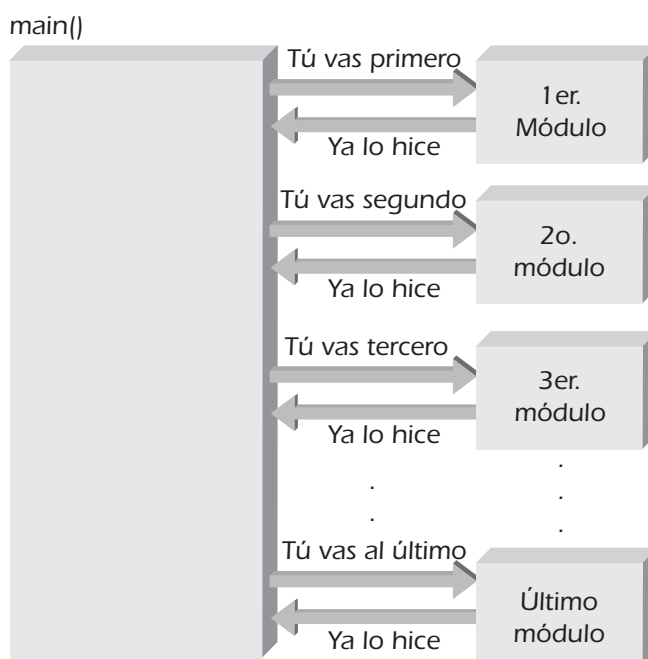 main()
Tú vas primero
1er.
Módulo
Ya lo hice
Tú vas segundo
2o.
módulo
Ya lo hice
Tú vas tercero
3er.
módulo
Ya lo hice
Tú vas al último
Último
módulo
Ya lo hice